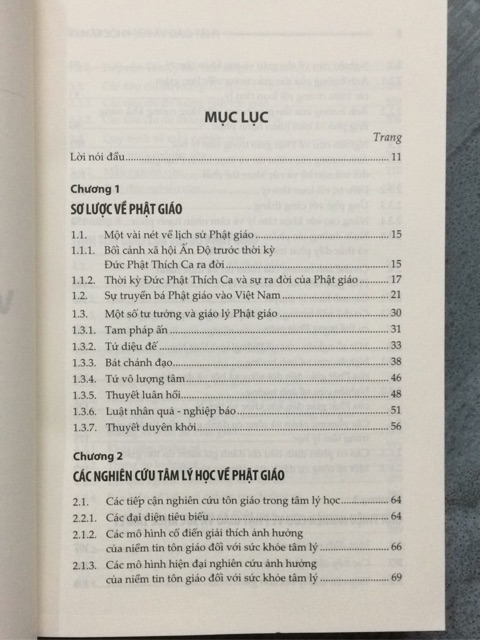 MỤC LỤC
Trang
Lời nói đầu 11
Chương 1
SƠ LƯỢC VỀ PHẬT GIÁO
1.1. Một vài nét về lịch sử Phật giáo 15
1.1.1. Bối cảnh xã hội Ấn Độ trước thời kỳ
Đức Phật Thích Ca ra đời 15
1.1.2. Thời kỳ Đức Phật Thích Ca và sự ra đời của Phật giáo 17
1.2. Sự truyền bá Phật giáo vào Việt Nam 21
1.3. Một số tư tưởng và giáo lý Phật giáo 30
1.3.1. Tam pháp ấn 31
1.3.2. Tứ diệu đế 33
1.3.3. Bát chánh đạo 38
1.3.4. Tứ vô lượng tâm 46
1.3.5. Thuyết luân hồi 48
1.3.6. Luật nhân quả - nghiệp báo 51
1.3.7. Thuyết duyên khởi 56
Chương 2
CÁC NGHIÊN CỨU TÂM LÝ HỌC VỀ PHẬT GIÁO
2.1. Các tiếp cận nghiên cứu tôn giáo trong tâm lý học 64
2.2.1. Các đại diện tiêu biểu 64
2.1.2. Các mô hình cổ điển giải thích ảnh hưởng
của niềm tin tôn giáo đối với sức khỏe tâm lý 66
2.1.3. Các mô hình hiện đại nghiên cứu ảnh hưởng
của niềm tin tôn giáo đối với sức khỏe tâm lý 69